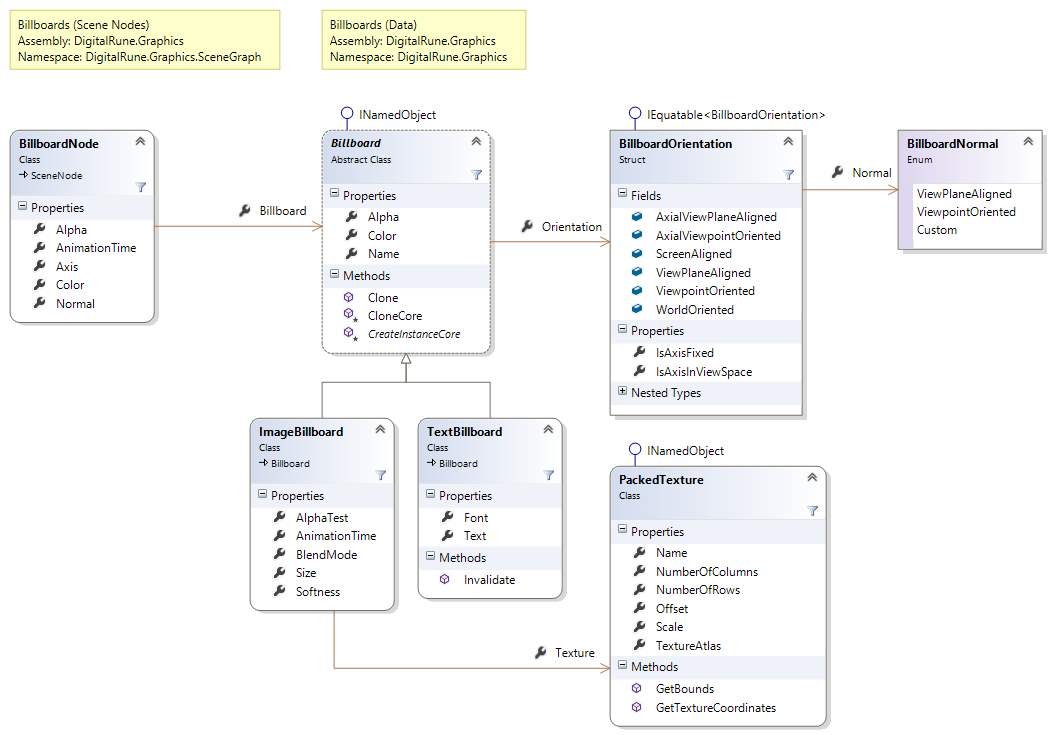 Billboards (Scene Nodes)
Assembly: DigitalRune.Graphics
Namespace: DigitalRune.Graphics.SceneGraph
Billboards (Data)
Assembly: DigitalRune.Graphics
Namespace: DigitalRune.Graphics
BillboardNode
Class
SceneNode
Properties
Alpha
AnimationTime
Axis
Color
Normal
Billboard
INamedObject
Billboard
Abstract Class
Properties
Alpha
Color
Name
Methods
Clone
CloneCore
CreateInstanceCore
Orientation
IEquatable<BillboardOrientation>
BillboardOrientation
Struct
Fields
AxialViewPlaneAligned
AxialViewpointOriented
ScreenAligned
ViewPlaneAligned
ViewpointOriented
WorldOriented
Properties
IsAxisFixed
IsAxisInViewSpace
Nested Types
Normal
BillboardNormal
Enum
ViewPlaneAligned
ViewpointOriented
Custom
ImageBillboard
Class
Billboard
Properties
AlphaTest
AnimationTime
BlendMode
Size
Softness
TextBillboard
Class
Billboard
Properties
Font
Text
Methods
Invalidate
Texture
INamedObject
PackedTexture
Class
Properties
Name
NumberOfColumns
NumberOfRows
Offset
Scale
TextureAtlas
Methods
GetBounds
GetTextureCoordinates